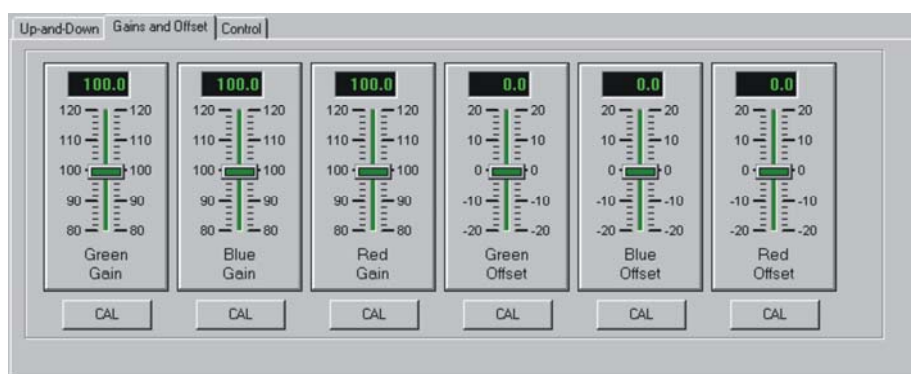 Up-and-Down Gains and Offset Control
100.0 100.0 100.0 0.0 0.0 0.0
120 120 120 120 120 120 20 20 20 20 20 20
110 110 110 110 110 110 10 10 10 10 10 10
100 100 100 100 100 100 0 0 0 0 0 0
90 90 90 90 90 90 -10 -10 -10 -10 -10 -10
80 80 80 80 80 80 -20 -20 -20 -20 -20 -20
Green Blue Red Green Blue Red
Gain Gain Gain Offset Offset Offset
CAL CAL CAL CAL CAL CAL